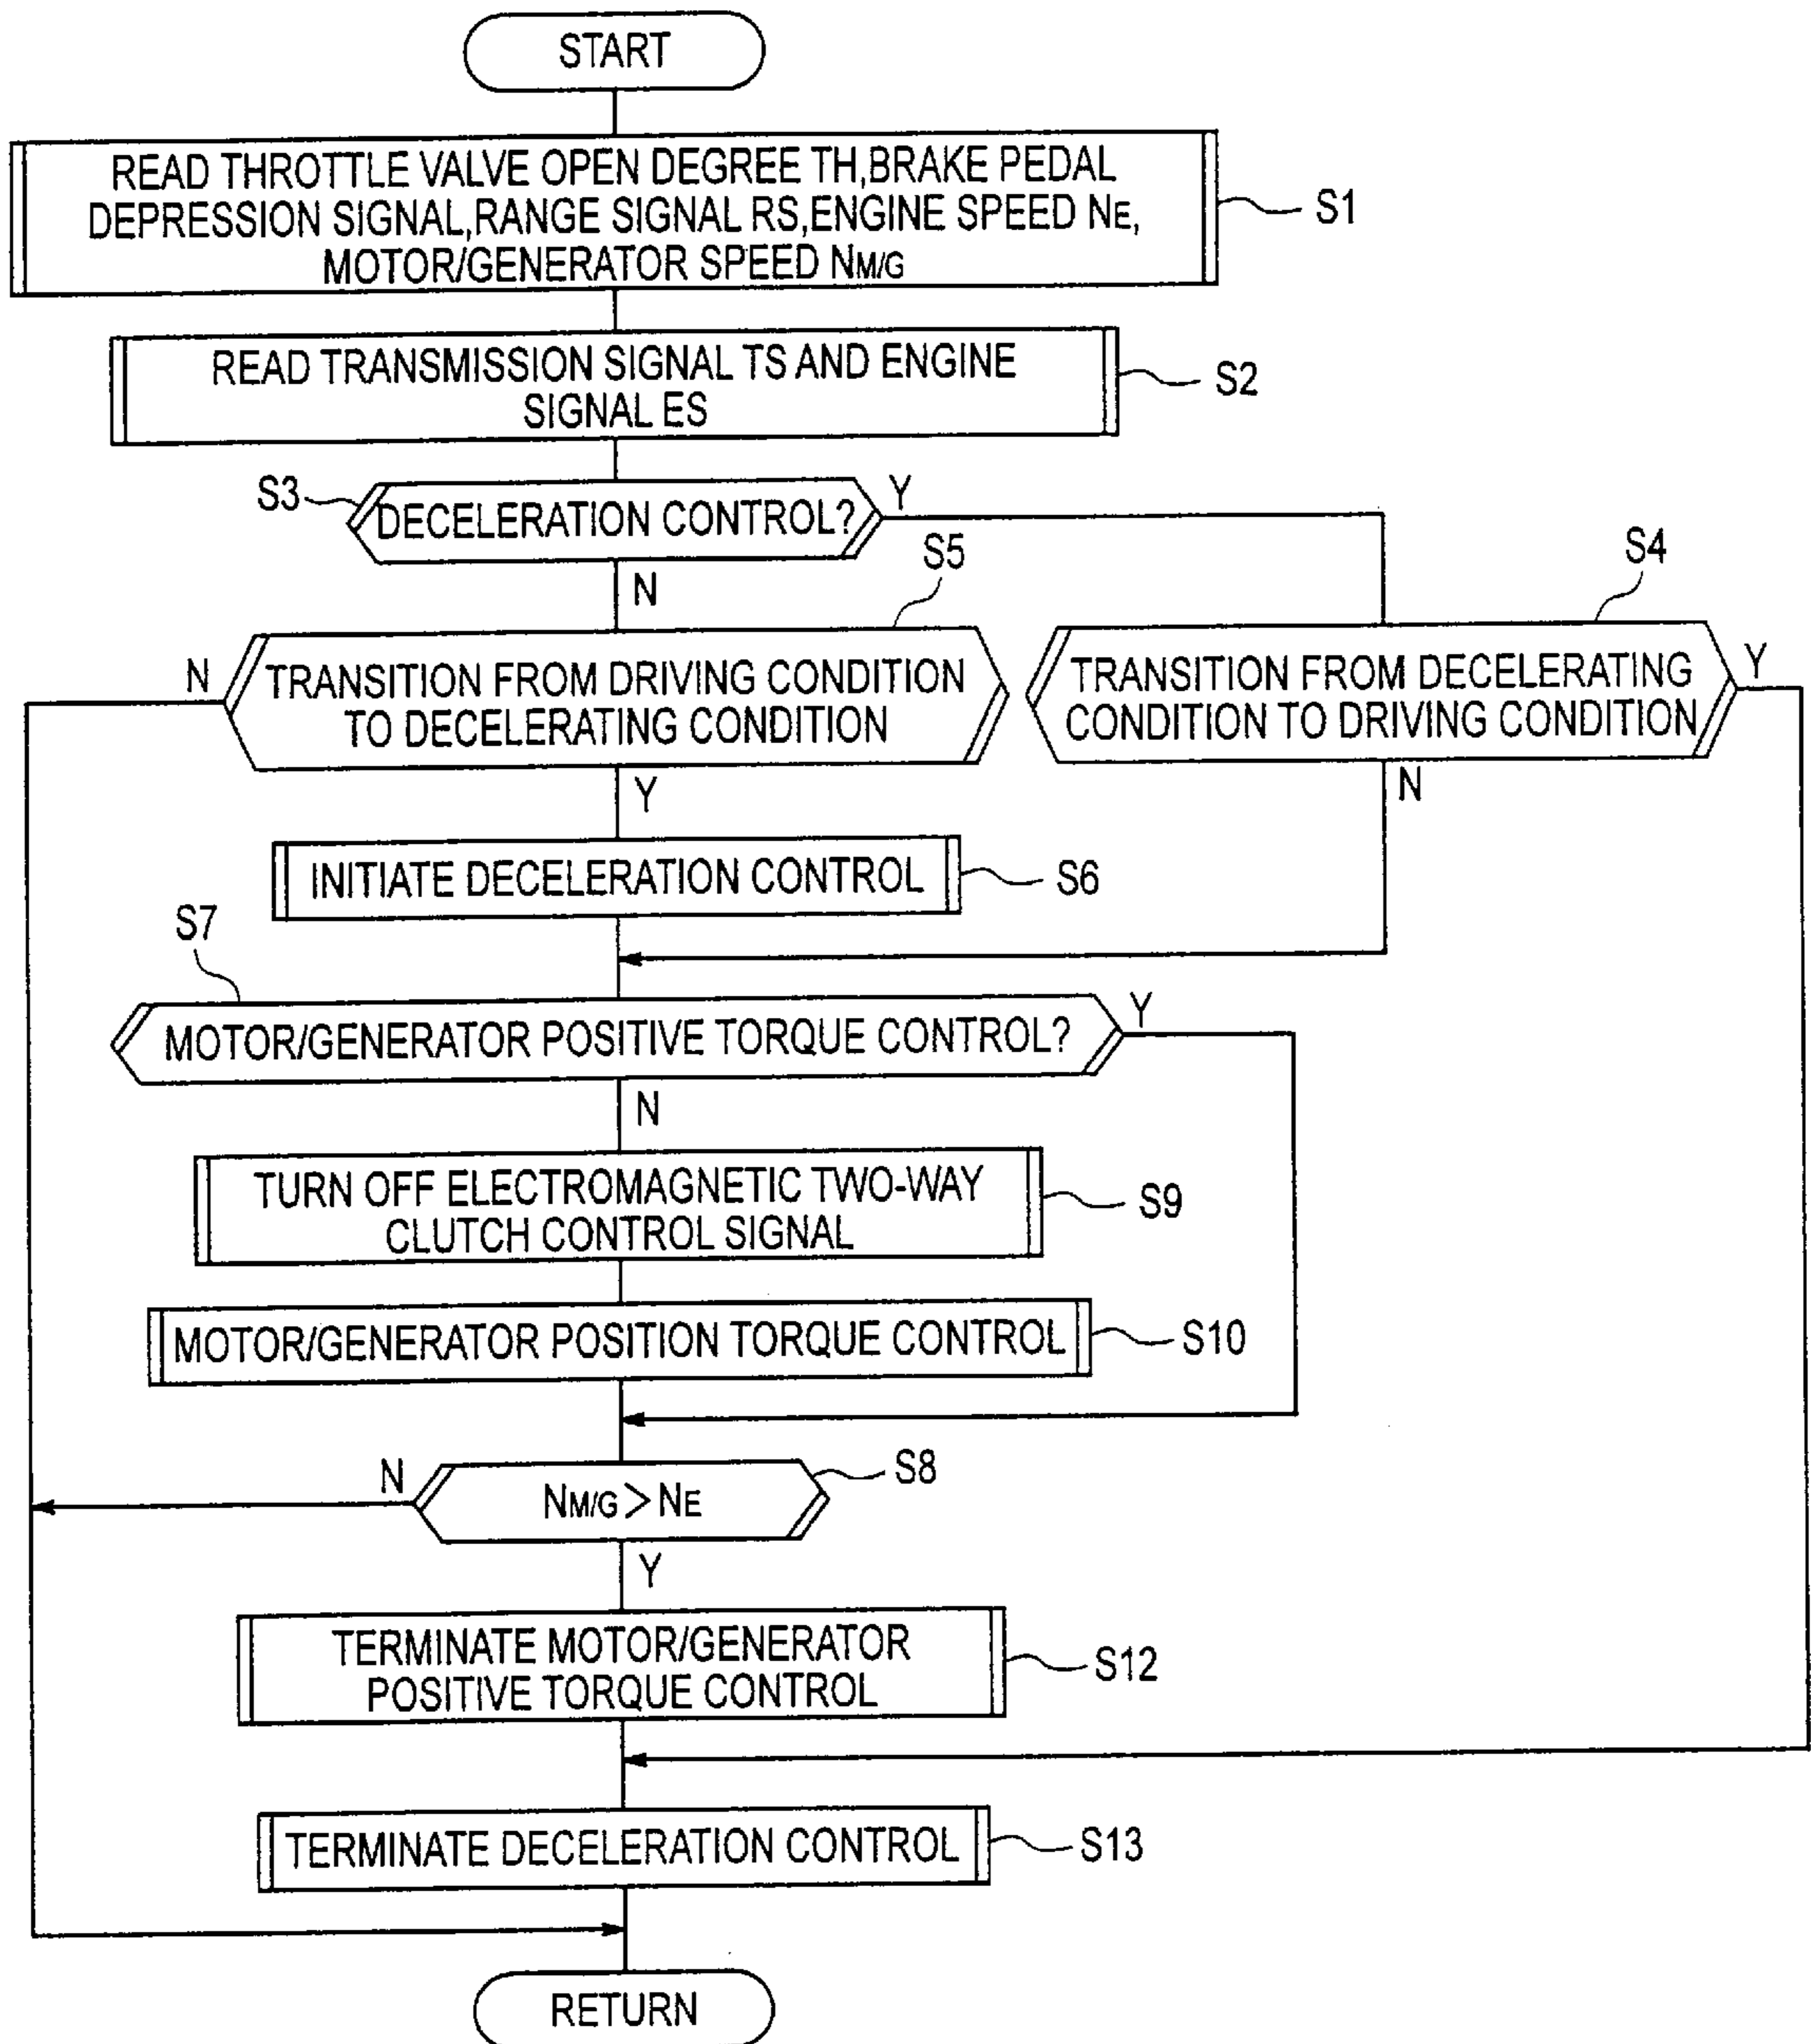 START
READ THROTTLE VALVE OPEN DEGREE TH,BRAKE PEDAL
DEPRESSION SIGNAL,RANGE SIGNAL RS,ENGINE SPEED NE,
MOTOR/GENERATOR SPEED NM/G
S1
READ TRANSMISSION SIGNAL TS AND ENGINE
SIGNAL ES
S2
S3
DECELERATION CONTROL?
Y
N
S5
S4
N
TRANSITION FROM DRIVING CONDITION
TO DECELERATING CONDITION
Y
TRANSITION FROM DECELERATING
CONDITION TO DRIVING CONDITION
Y
N
INITIATE DECELERATION CONTROL
S6
S7
MOTOR/GENERATOR POSITIVE TORQUE CONTROL?
Y
N
TURN OFF ELECTROMAGNETIC TWO-WAY
CLUTCH CONTROL SIGNAL
S9
MOTOR/GENERATOR POSITION TORQUE CONTROL
S10
N
NM/G > NE
S8
Y
TERMINATE MOTOR/GENERATOR
POSITIVE TORQUE CONTROL
S12
TERMINATE DECELERATION CONTROL
S13
RETURN